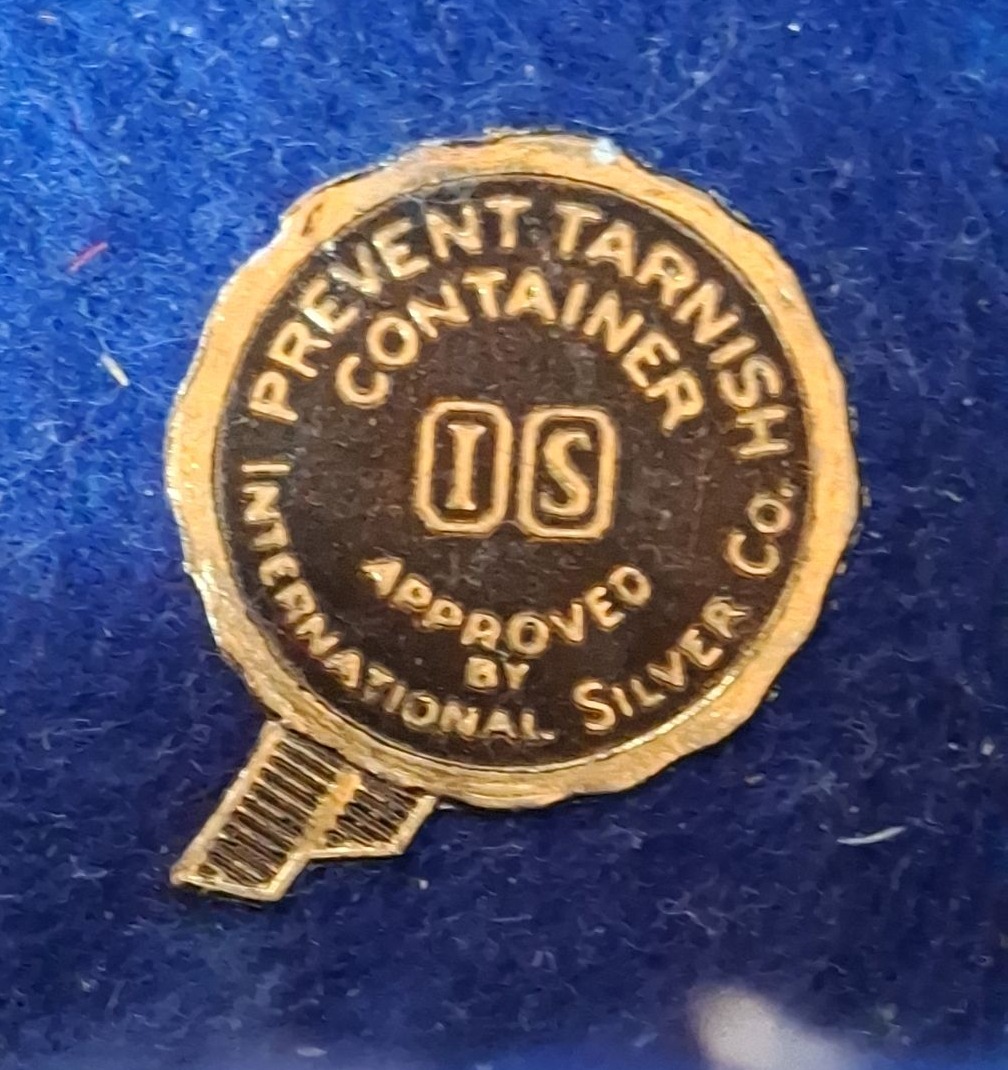 PREVENT TARNISH
CONTAINER
IS
APPROVED
BY
INTERNATIONAL SILVER CO.